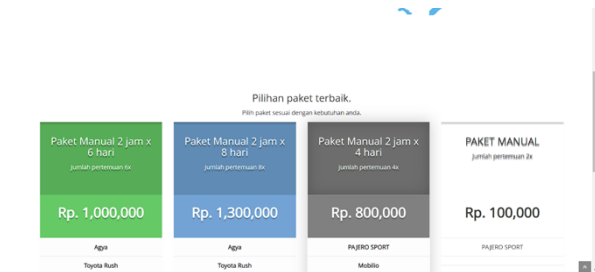 Pilihan paket terbaik.
Pilih paket sesuai dengan kebutuhan anda.
Paket Manual 2 jam x
6 hari
jumlah pertemuan 6x
Rp. 1,000,000
Agya
Toyota Rush
Paket Manual 2 jam x
8 hari
jumlah pertemuan 8x
Rp. 1,300,000
Agya
Toyota Rush
Paket Manual 2 jam x
4 hari
jumlah pertemuan 4x
Rp. 800,000
PAJERO SPORT
Mobilio
PAKET MANUAL
jumlah pertemuan 2x
Rp. 100,000
PAJERO SPORT